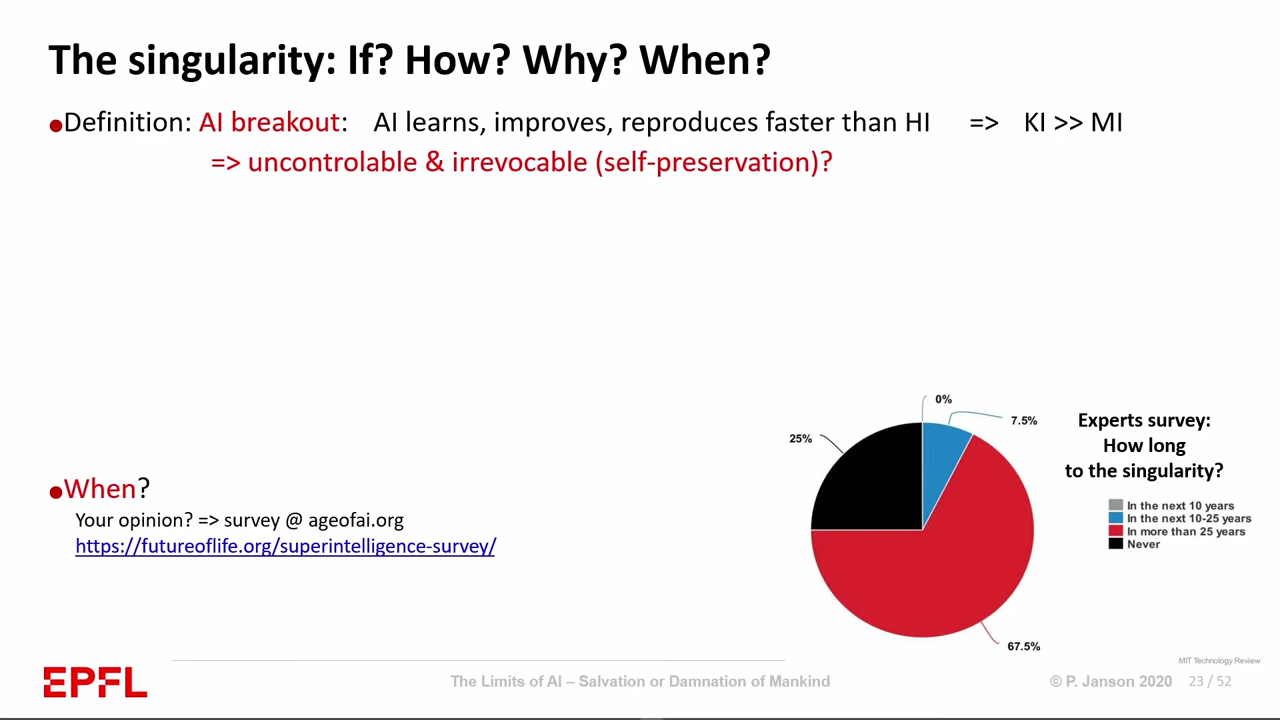 The singularity: If? How? Why? When?
●Definition: AI breakout: AI learns, improves, reproduces faster than HI => KI >> MI
=> uncontrolable & irrevocable (self-preservation)?
0%
7.5%
25%
67.5%
Experts survey:
How long
to the singularity?
In the next 10 years
In the next 10-25 years
In more than 25 years
Never
●When?
Your opinion? => survey @ ageofai.org
https://futureoflife.org/superintelligence-survey/
MIT Technology Review
EPFL
The Limits of AI – Salvation or Damnation of Mankind
© P. Janson 2020 23 / 52